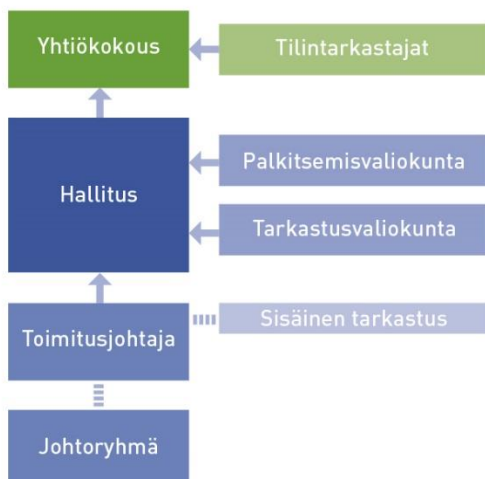 Yhtiökokous
Tilintarkastajat
Hallitus
Palkitsemisvaliokunta
Tarkastusvaliokunta
Toimitusjohtaja
Sisäinen tarkastus
Johtoryhmä